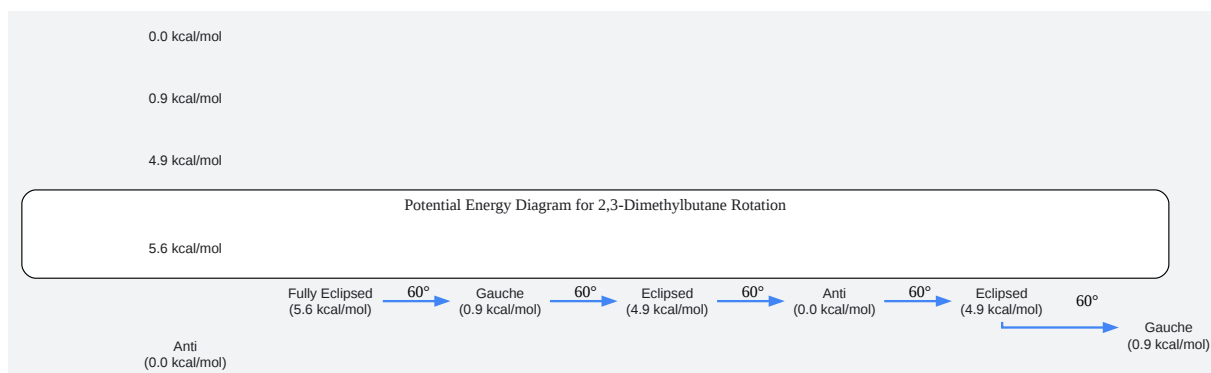 0.0 kcal/mol
0.9 kcal/mol
4.9 kcal/mol
Potential Energy Diagram for 2,3-Dimethylbutane Rotation
5.6 kcal/mol
Fully Eclipsed
(5.6 kcal/mol)
60°
Gauche
(0.9 kcal/mol)
60°
Eclipsed
(4.9 kcal/mol)
60°
Anti
(0.0 kcal/mol)
60°
Eclipsed
(4.9 kcal/mol)
60°
Gauche
(0.9 kcal/mol)
Anti
(0.0 kcal/mol)